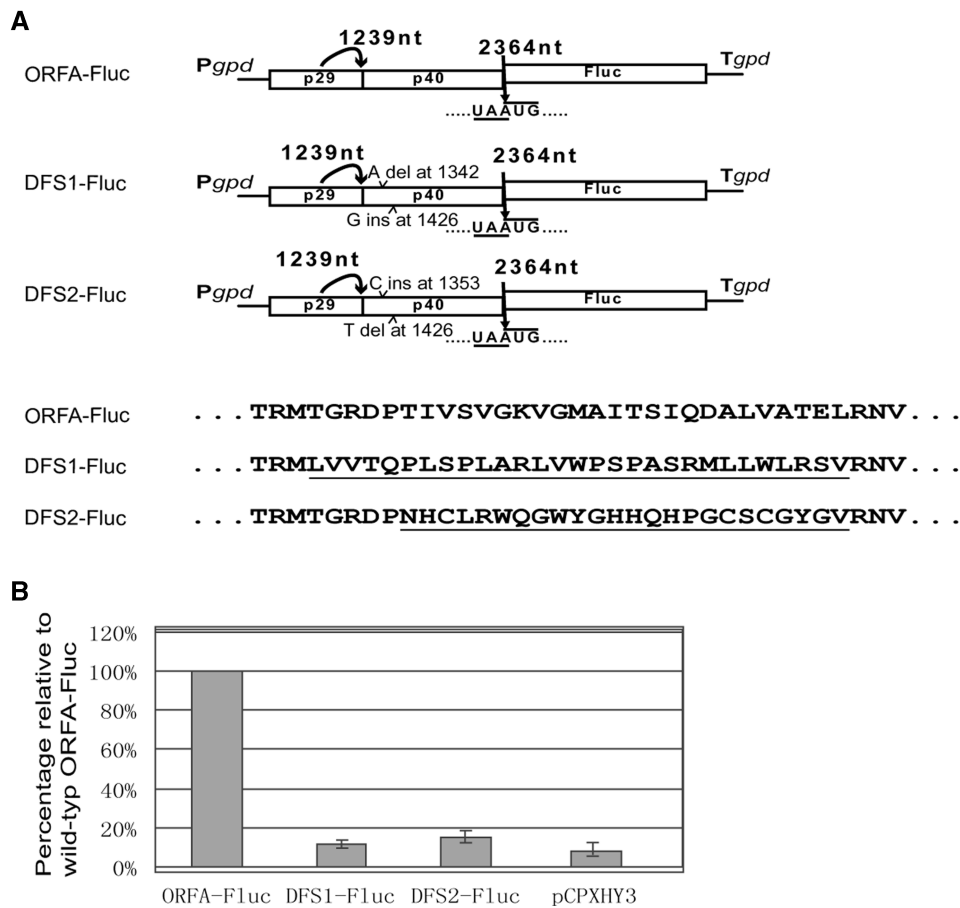 A
ORFA-Fluc
Pgpd
1239nt
p29
p40
2364nt
Fluc
Tgpd
.....UAAUG.....
DFS1-Fluc
Pgpd
1239nt
A del at 1342
p29
p40
G ins at 1426
2364nt
Fluc
Tgpd
.....UAAUG.....
DFS2-Fluc
Pgpd
1239nt
C ins at 1353
p29
p40
T del at 1426
2364nt
Fluc
Tgpd
.....UAAUG.....
ORFA-Fluc ...TRMTGRDPTIVSVGKVGMAITSIQDALVATELRNV...
DFS1-Fluc ...TRMLVVTQPLSPLARLVWPSPASRMLLWLRSVRNV...
DFS2-Fluc ...TRMTGRDPNHCLRWQGWYGHHQHPGCSCGYGVRNV...
B
Percentage relative to
wild-typ ORFA-Fluc
120%
100%
80%
60%
40%
20%
0%
ORFA-Fluc DFS1-Fluc DFS2-Fluc pCPXHY3